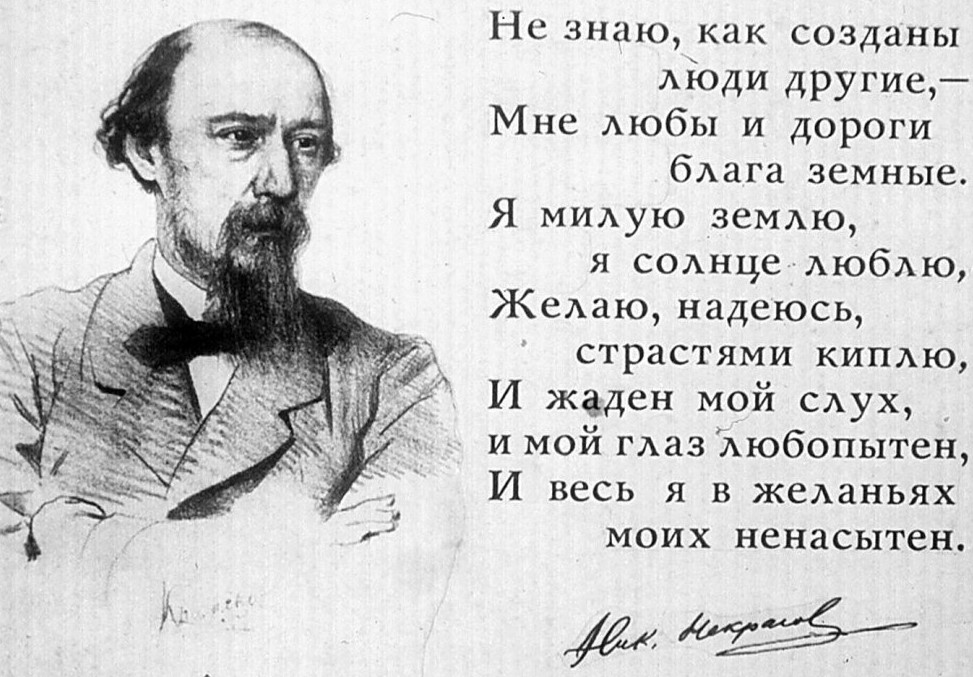 Не знаю, как созданы
люди другие,—
Мне любы и дороги
блага земные.
Я милую землю,
я солнце люблю,
Желаю, надеюсь,
страстями киплю,
И жаден мой слух,
и мой глаз любопытен,
И весь я в желаньях
моих ненасытен.
Ник. Некрасов